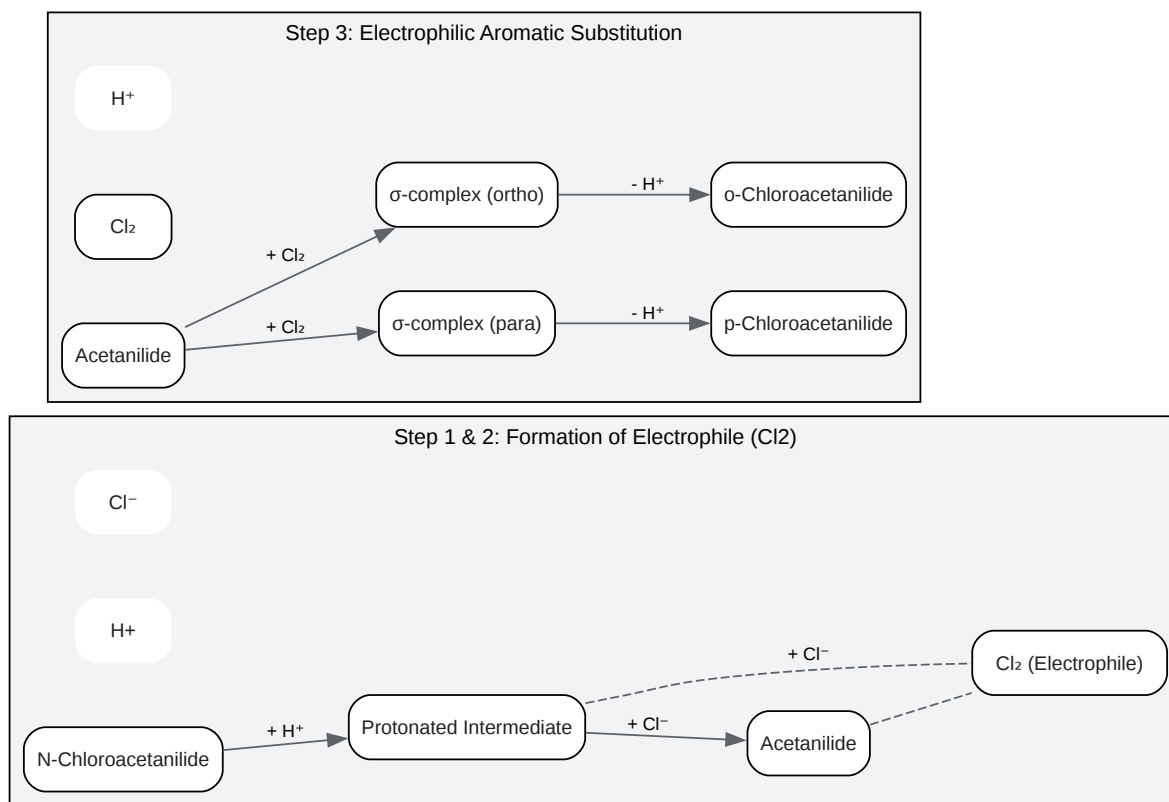 Step 3: Electrophilic Aromatic Substitution
H⁺
Cl₂
Acetanilide
+ Cl₂
+ Cl₂
σ-complex (ortho)
σ-complex (para)
- H⁺
- H⁺
o-Chloroacetanilide
p-Chloroacetanilide
Step 1 & 2: Formation of Electrophile (Cl2)
Cl⁻
H+
N-Chloroacetanilide
+ H⁺
Protonated Intermediate
+ Cl⁻
+ Cl⁻
Acetanilide
Cl₂ (Electrophile)